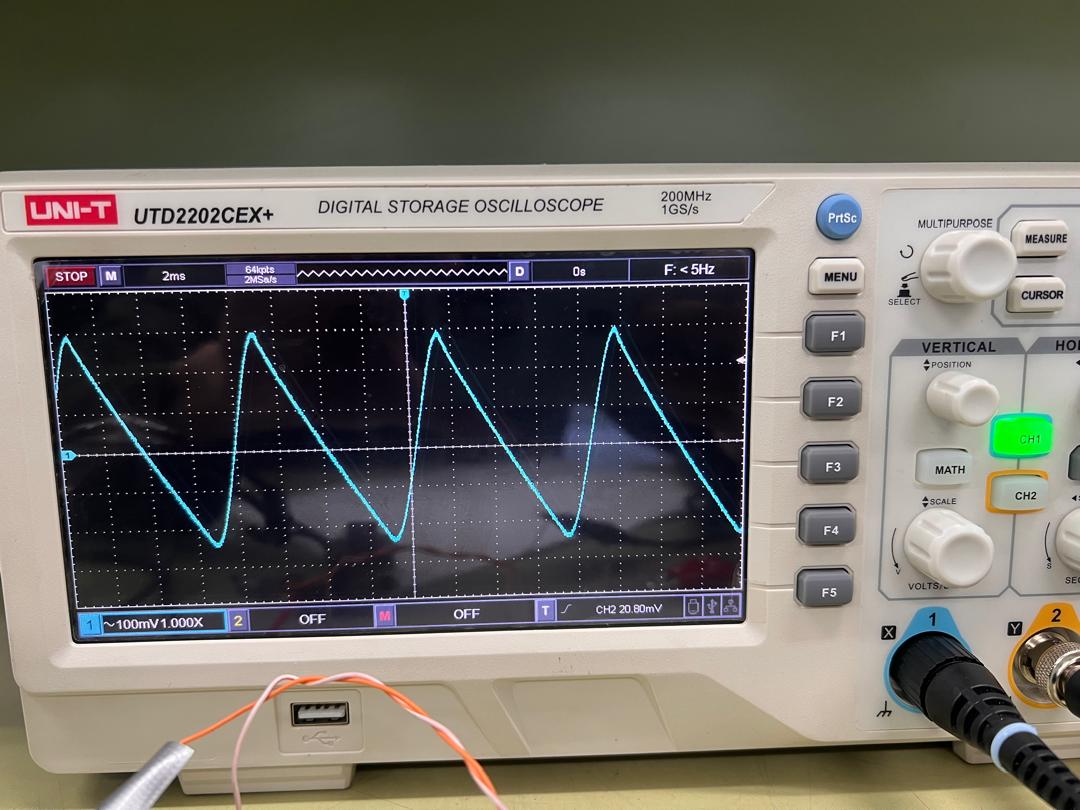 UNI-T UTD2202CEX+ DIGITAL STORAGE OSCILLOSCOPE 200MHz
1GS/s
PrtSc
MULTIPURPOSE
SELECT
MEASURE
CURSOR
STOP M 2ms 64kpts
2MSa/s
D 0s F: < 5Hz
MENU
T
1
F1
F2
F3
F4
F5
VERTICAL
POSITION
CH1
MATH
CH2
SCALE
V
1 ~100mV 1.000X 2 OFF M OFF T CH2 20.80mV
X 1
Y 2